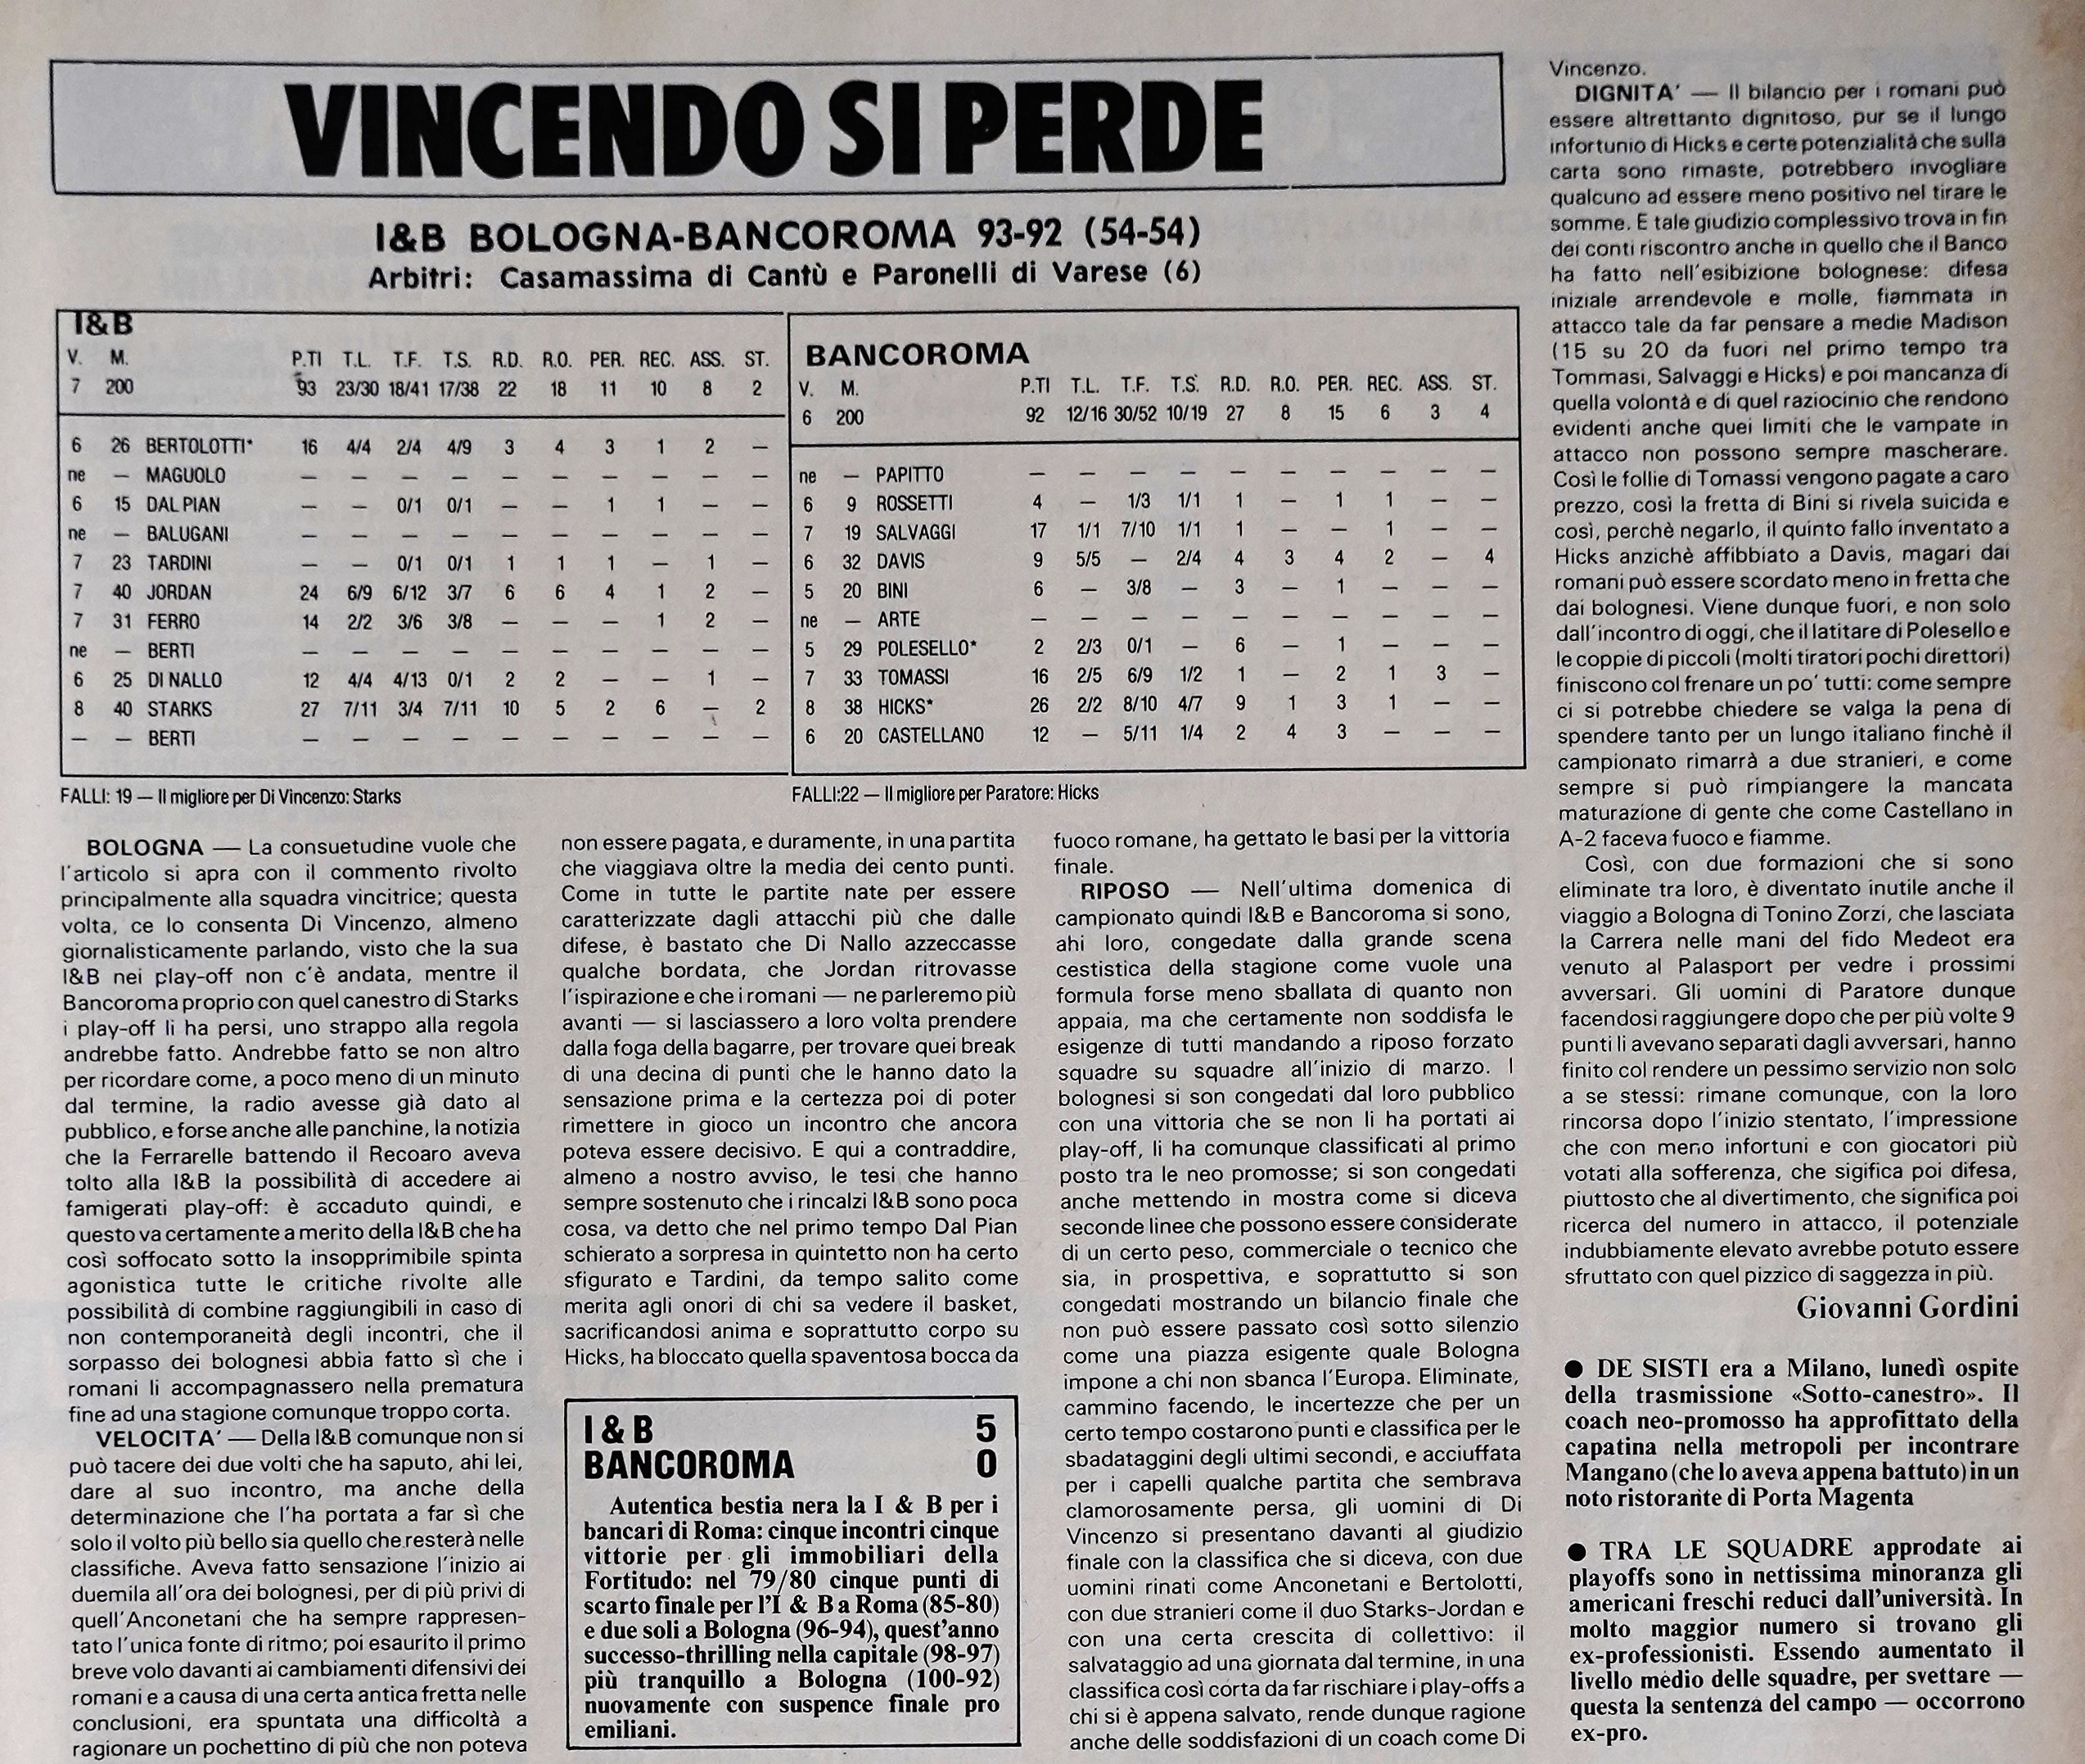 VINCENDO SI PERDE
I&B BOLOGNA-BANCOROMA 93-92 (54-54)
Arbitri: Casamassima di Cantù e Paronelli di Varese (6)
I&B
V. M. P.TI T.L. T.F. T.S. R.D. R.O. PER. REC. ASS. ST.
7 200 93 23/30 18/41 17/38 22 18 11 10 8 2
6 26 BERTOLOTTI* 16 4/4 2/4 4/9 3 4 3 1 2 —
ne — MAGUOLO — — — — — — — — — —
6 15 DAL PIAN — — 0/1 0/1 — — 1 1 — —
ne — BALUGANI — — — — — — — — — —
7 23 TARDINI — — 0/1 0/1 1 1 1 — 1 —
7 40 JORDAN 24 6/9 6/12 3/7 6 6 4 1 2 —
7 31 FERRO 14 2/2 3/6 3/8 — — — 1 2 —
ne — BERTI — — — — — — — — — —
6 25 DI NALLO 12 4/4 4/13 0/1 2 2 — — 1 —
8 40 STARKS 27 7/11 3/4 7/11 10 5 2 6 — 2
— — BERTI — — — — — — — — — —
FALLI: 19 — Il migliore per Di Vincenzo: Starks
BANCOROMA
V. M. P.TI T.L. T.F. T.S. R.D. R.O. PER. REC. ASS. ST.
6 200 92 12/16 30/52 10/19 27 8 15 6 3 4
ne — PAPITTO — — — — — — — — — —
6 9 ROSSETTI 4 — 1/3 1/1 1 — 1 1 — —
7 19 SALVAGGI 17 1/1 7/10 1/1 1 — — 1 — —
6 32 DAVIS 9 5/5 — 2/4 4 3 4 2 — 4
5 20 BINI 6 — 3/8 — 3 — 1 — — —
ne — ARTE — — — — — — — — — —
5 29 POLESELLO* 2 2/3 0/1 — 6 — 1 — — —
7 33 TOMASSI 16 2/5 6/9 1/2 1 — 2 1 3 —
8 38 HICKS* 26 2/2 8/10 4/7 9 1 3 1 — —
6 20 CASTELLANO 12 — 5/11 1/4 2 4 3 — — —
FALLI:22 — Il migliore per Paratore: Hicks
BOLOGNA — La consuetudine vuole che
l'articolo si apra con il commento rivolto
principalmente alla squadra vincitrice; questa
volta, ce lo consenta Di Vincenzo, almeno
giornalisticamente parlando, visto che la sua
I&B nei play-off non c'è andata, mentre il
Bancoroma proprio con quel canestro di Starks
i play-off li ha persi, uno strappo alla regola
andrebbe fatto. Andrebbe fatto se non altro
per ricordare come, a poco meno di un minuto
dal termine, la radio avesse già dato al
pubblico, e forse anche alle panchine, la notizia
che la Ferrarelle battendo il Recoaro aveva
tolto alla I&B la possibilità di accedere ai
famigerati play-off: è accaduto quindi, e
questo va certamente a merito della I&B che ha
così soffocato sotto la insopprimibile spinta
agonistica tutte le critiche rivolte alle
possibilità di combine raggiungibili in caso di
non contemporaneità degli incontri, che il
sorpasso dei bolognesi abbia fatto sì che i
romani li accompagnassero nella prematura
fine ad una stagione comunque troppo corta.
VELOCITA' — Della I&B comunque non si
può tacere dei due volti che ha saputo, ahi lei,
dare al suo incontro, ma anche della
determinazione che l'ha portata a far sì che
solo il volto più bello sia quello che resterà nelle
classifiche. Aveva fatto sensazione l'inizio ai
duemila all'ora dei bolognesi, per di più privi di
quell'Anconetani che ha sempre rappresen-
tato l'unica fonte di ritmo; poi esaurito il primo
breve volo davanti ai cambiamenti difensivi dei
romani e a causa di una certa antica fretta nelle
conclusioni, era spuntata una difficoltà a
ragionare un pochettino di più che non poteva
non essere pagata, e duramente, in una partita
che viaggiava oltre la media dei cento punti.
Come in tutte le partite nate per essere
caratterizzate dagli attacchi più che dalle
difese, è bastato che Di Nallo azzeccasse
qualche bordata, che Jordan ritrovasse
l'ispirazione e che i romani — ne parleremo più
avanti — si lasciassero a loro volta prendere
dalla foga della bagarre, per trovare quei break
di una decina di punti che le hanno dato la
sensazione prima e la certezza poi di poter
rimettere in gioco un incontro che ancora
poteva essere decisivo. E qui a contraddire,
almeno a nostro avviso, le tesi che hanno
sempre sostenuto che i rincalzi I&B sono poca
cosa, va detto che nel primo tempo Dal Pian
schierato a sorpresa in quintetto non ha certo
sfigurato e Tardini, da tempo salito come
merita agli onori di chi sa vedere il basket,
sacrificandosi anima e soprattutto corpo su
Hicks, ha bloccato quella spaventosa bocca da
I & B 5
BANCOROMA 0
Autentica bestia nera la I & B per i
bancari di Roma: cinque incontri cinque
vittorie per gli immobiliari della
Fortitudo: nel 79/80 cinque punti di
scarto finale per l'I & B a Roma (85-80)
e due soli a Bologna (96-94), quest'anno
successo-thrilling nella capitale (98-97)
più tranquillo a Bologna (100-92)
nuovamente con suspence finale pro
emiliani.
fuoco romane, ha gettato le basi per la vittoria
finale.
RIPOSO — Nell'ultima domenica di
campionato quindi I&B e Bancoroma si sono,
ahi loro, congedate dalla grande scena
cestistica della stagione come vuole una
formula forse meno sballata di quanto non
appaia, ma che certamente non soddisfa le
esigenze di tutti mandando a riposo forzato
squadre su squadre all'inizio di marzo. I
bolognesi si son congedati dal loro pubblico
con una vittoria che se non li ha portati ai
play-off, li ha comunque classificati al primo
posto tra le neo promosse; si son congedati
anche mettendo in mostra come si diceva
seconde linee che possono essere considerate
di un certo peso, commerciale o tecnico che
sia, in prospettiva, e soprattutto si son
congedati mostrando un bilancio finale che
non può essere passato così sotto silenzio
come una piazza esigente quale Bologna
impone a chi non sbanca l'Europa. Eliminate,
cammino facendo, le incertezze che per un
certo tempo costarono punti e classifica per le
sbadataggini degli ultimi secondi, e acciuffata
per i capelli qualche partita che sembrava
clamorosamente persa, gli uomini di Di
Vincenzo si presentano davanti al giudizio
finale con la classifica che si diceva, con due
uomini rinati come Anconetani e Bertolotti,
con due stranieri come il duo Starks-Jordan e
con una certa crescita di collettivo: il
salvataggio ad una giornata dal termine, in una
classifica così corta da far rischiare i play-offs a
chi si è appena salvato, rende dunque ragione
anche delle soddisfazioni di un coach come Di
Vincenzo.
DIGNITA' — Il bilancio per i romani può
essere altrettanto dignitoso, pur se il lungo
infortunio di Hicks e certe potenzialità che sulla
carta sono rimaste, potrebbero invogliare
qualcuno ad essere meno positivo nel tirare le
somme. E tale giudizio complessivo trova in fin
dei conti riscontro anche in quello che il Banco
ha fatto nell'esibizione bolognese: difesa
iniziale arrendevole e molle, fiammata in
attacco tale da far pensare a medie Madison
(15 su 20 da fuori nel primo tempo tra
Tommasi, Salvaggi e Hicks) e poi mancanza di
quella volontà e di quel raziocinio che rendono
evidenti anche quei limiti che le vampate in
attacco non possono sempre mascherare.
Così le follie di Tomassi vengono pagate a caro
prezzo, così la fretta di Bini si rivela suicida e
così, perchè negarlo, il quinto fallo inventato a
Hicks anzichè affibbiato a Davis, magari dai
romani può essere scordato meno in fretta che
dai bolognesi. Viene dunque fuori, e non solo
dall'incontro di oggi, che il latitare di Polesello e
le coppie di piccoli (molti tiratori pochi direttori)
finiscono col frenare un po' tutti: come sempre
ci si potrebbe chiedere se valga la pena di
spendere tanto per un lungo italiano finchè il
campionato rimarrà a due stranieri, e come
sempre si può rimpiangere la mancata
maturazione di gente che come Castellano in
A-2 faceva fuoco e fiamme.
Così, con due formazioni che si sono
eliminate tra loro, è diventato inutile anche il
viaggio a Bologna di Tonino Zorzi, che lasciata
la Carrera nelle mani del fido Medeot era
venuto al Palasport per vedre i prossimi
avversari. Gli uomini di Paratore dunque
facendosi raggiungere dopo che per più volte 9
punti li avevano separati dagli avversari, hanno
finito col rendere un pessimo servizio non solo
a se stessi: rimane comunque, con la loro
rincorsa dopo l'inizio stentato, l'impressione
che con meno infortuni e con giocatori più
votati alla sofferenza, che sigifica poi difesa,
piuttosto che al divertimento, che significa poi
ricerca del numero in attacco, il potenziale
indubbiamente elevato avrebbe potuto essere
sfruttato con quel pizzico di saggezza in più.
Giovanni Gordini
● DE SISTI era a Milano, lunedì ospite
della trasmissione «Sotto-canestro». Il
coach neo-promosso ha approfittato della
capatina nella metropoli per incontrare
Mangano (che lo aveva appena battuto) in un
noto ristorante di Porta Magenta
● TRA LE SQUADRE approdate ai
playoffs sono in nettissima minoranza gli
americani freschi reduci dall'università. In
molto maggior numero si trovano gli
ex-professionisti. Essendo aumentato il
livello medio delle squadre, per svettare —
questa la sentenza del campo — occorrono
ex-pro.